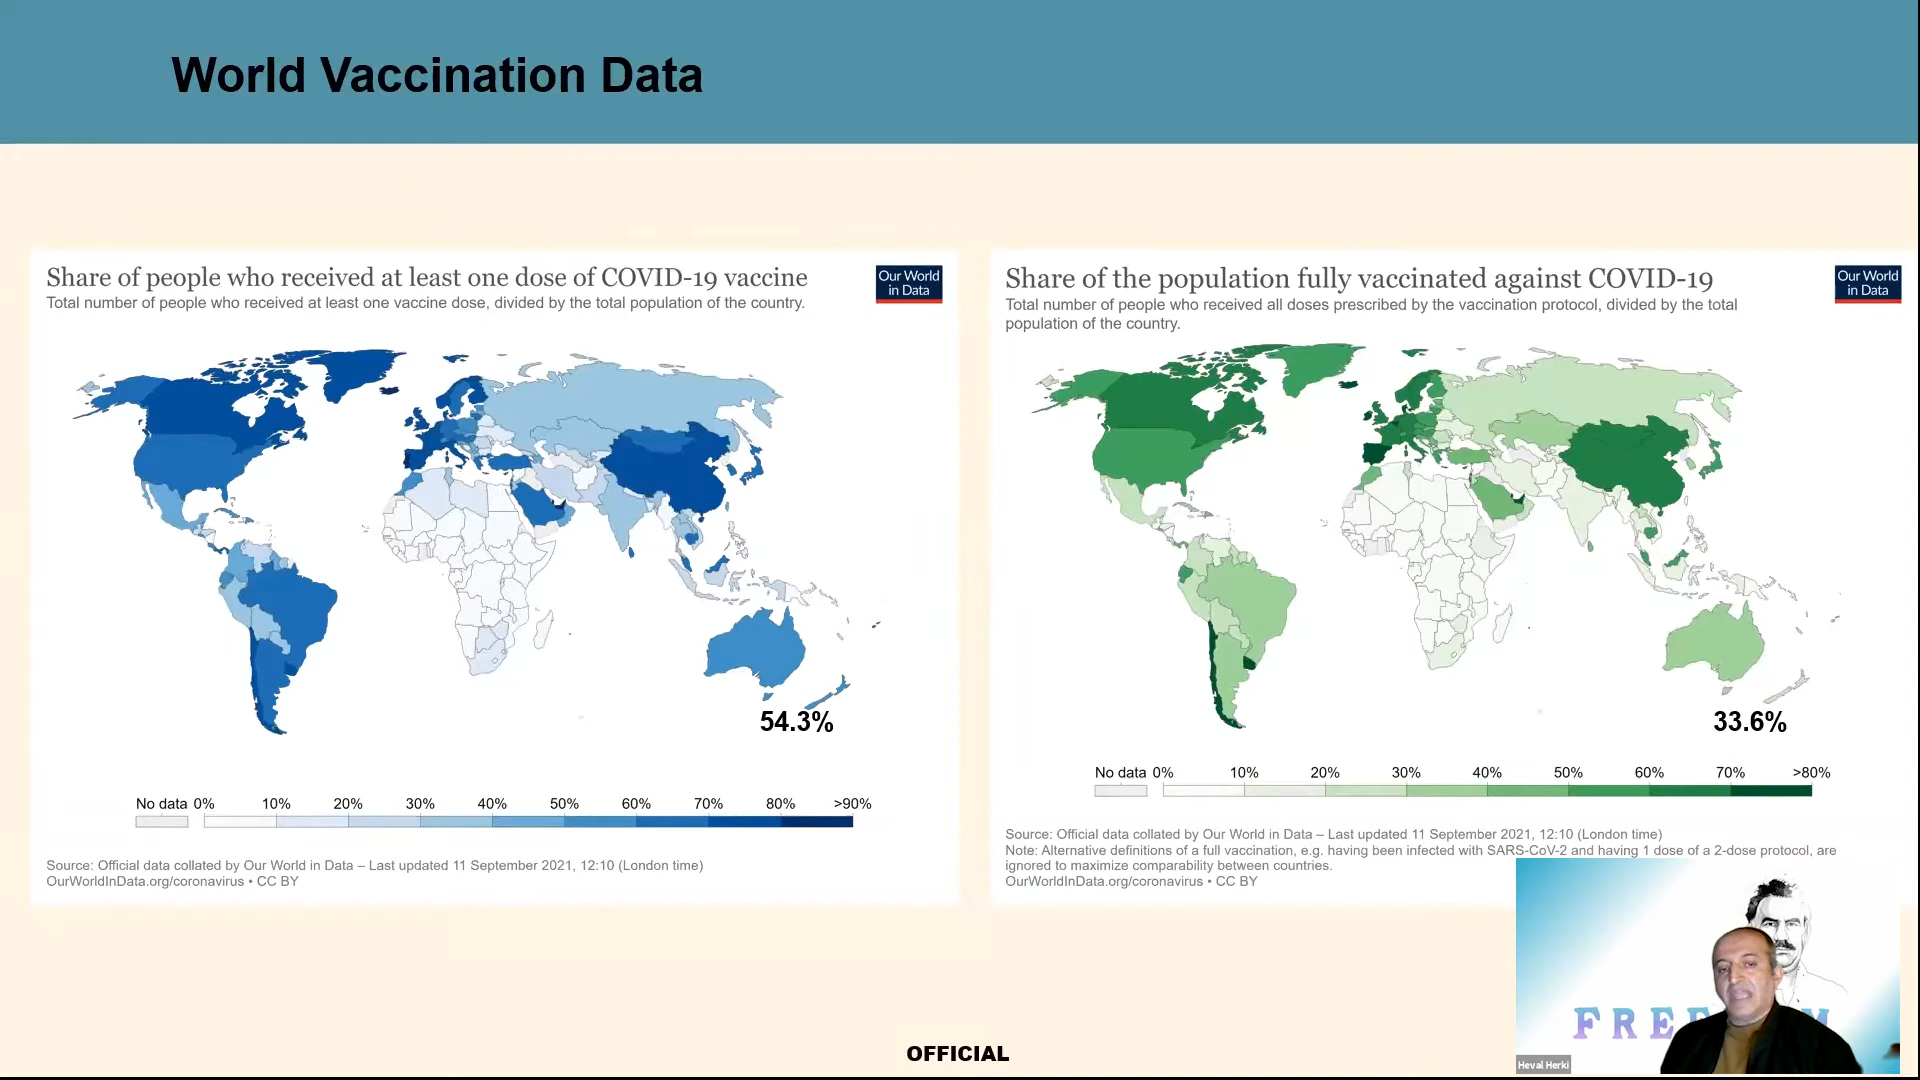 World Vaccination Data
Share of people who received at least one dose of COVID-19 vaccine
Total number of people who received at least one vaccine dose, divided by the total population of the country.
Our World
in Data
54.3%
No data 0% 10% 20% 30% 40% 50% 60% 70% 80% >90%
Source: Official data collated by Our World in Data – Last updated 11 September 2021, 12:10 (London time)
OurWorldInData.org/coronavirus • CC BY
Share of the population fully vaccinated against COVID-19
Total number of people who received all doses prescribed by the vaccination protocol, divided by the total
population of the country.
Our World
in Data
33.6%
No data 0% 10% 20% 30% 40% 50% 60% 70% >80%
Source: Official data collated by Our World in Data – Last updated 11 September 2021, 12:10 (London time)
Note: Alternative definitions of a full vaccination, e.g. having been infected with SARS-CoV-2 and having 1 dose of a 2-dose protocol, are
ignored to maximize comparability between countries.
OurWorldInData.org/coronavirus • CC BY
Heval Herki
OFFICIAL